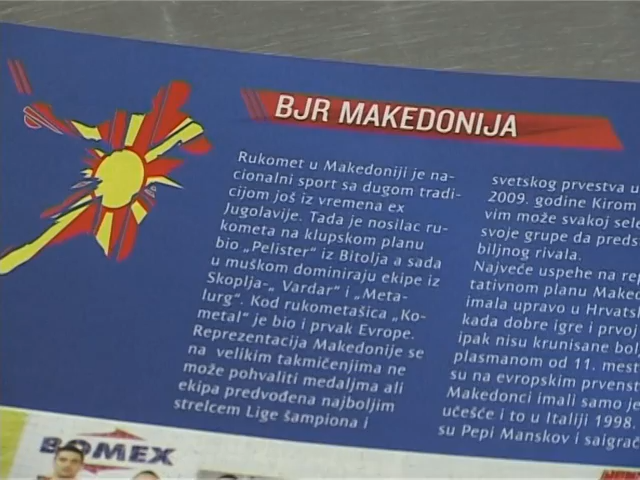 BJR MAKEDONIJA
Rukomet u Makedoniji je na-
cionalni sport sa dugom tradi-
cijom još iz vremena ex
Jugolavije. Tada je nosilac ru-
kometa na klupskom planu
bio „Pelister“ iz Bitolja a sada
u muškom dominiraju ekipe iz
Skoplja-„ Vardar“ i „Meta-
lurg“. Kod rukometašica „Ko-
metal“ je bio i prvak Evrope.
Reprezentacija Makedonije se
na velikim takmičenjima ne
može pohvaliti medaljma ali
ekipa predvođena najboljim
strelcem Lige šampiona i
svetskog prvestva u
2009. godine Kirom
vim može svakoj sele
svoje grupe da preds
biljnog rivala.
Najveće uspehe na rep
tativnom planu Maked
imala upravo u Hrvatsk
kada dobre igre i prvoj
ipak nisu krunisane bol
plasmanom od 11. mest
su na evropskim prvenst
Makedonci imali samo je
učešće i to u Italiji 1998.
su Pepi Manskov i saigrač
BOMEX